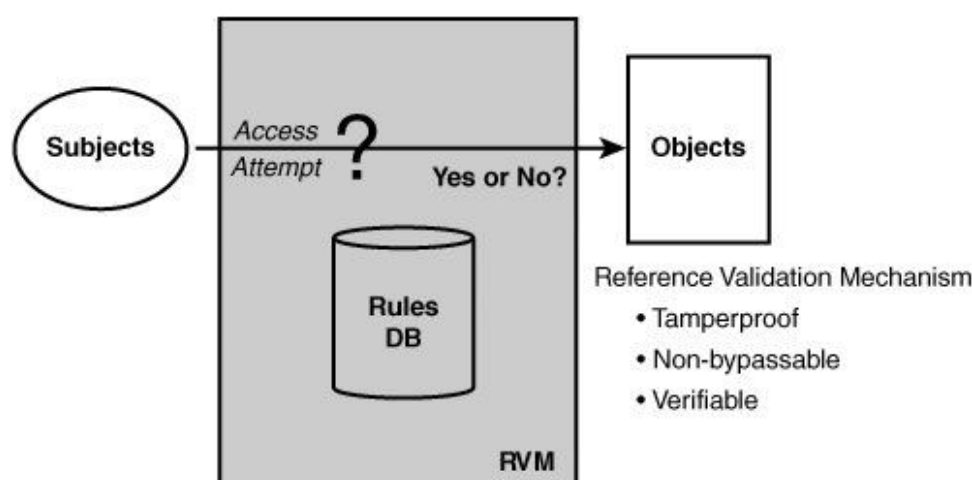 Subjects
Access
Attempt
?
Yes or No?
Rules
DB
RVM
Objects
Reference Validation Mechanism
• Tamperproof
• Non-bypassable
• Verifiable